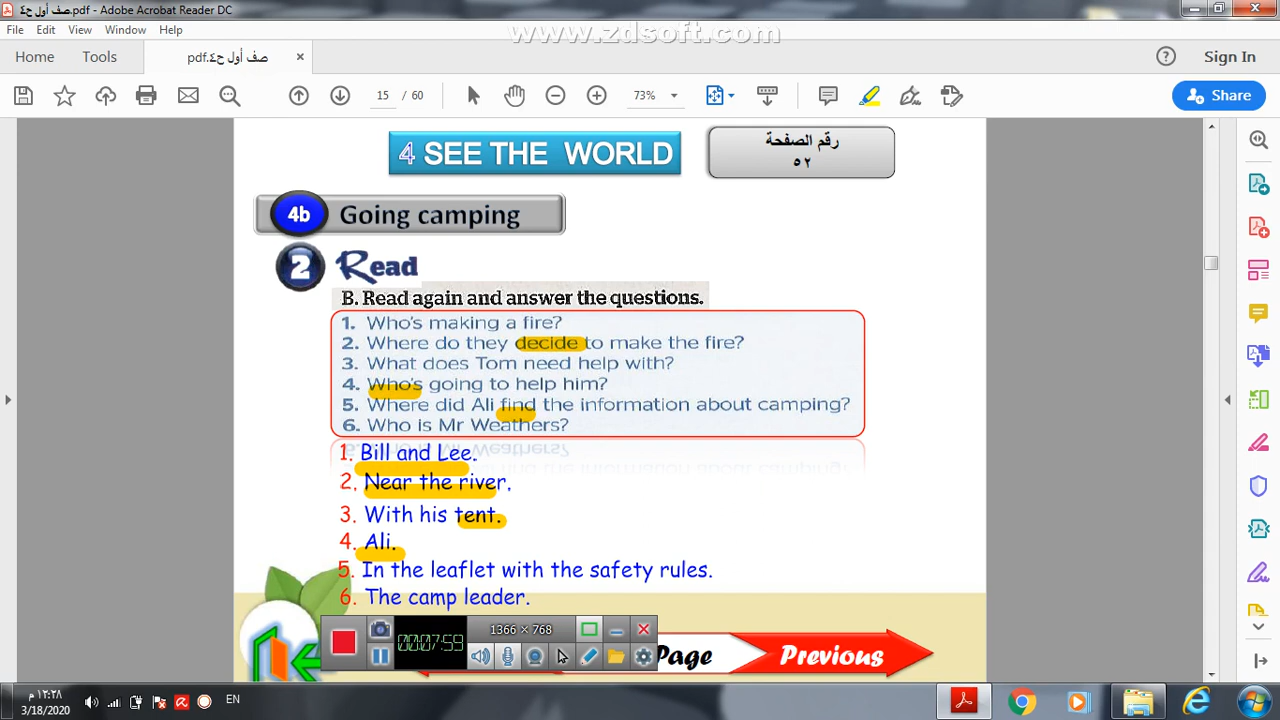 صف أول ح٤.pdf - Adobe Acrobat Reader DC
www.zdsoft.com
File Edit View Window Help
Home Tools صف أول ح٤.pdf × ? Sign In
15 / 60 73% Share
4 SEE THE WORLD
رقم الصفحة
٥٢
4b Going camping
2 Read
B. Read again and answer the questions.
1. Who's making a fire?
2. Where do they decide to make the fire?
3. What does Tom need help with?
4. Who's going to help him?
5. Where did Ali find the information about camping?
6. Who is Mr Weathers?
1. Bill and Lee.
2. Near the river.
3. With his tent.
4. Ali.
5. In the leaflet with the safety rules.
6. The camp leader.
1366 × 768
00:07:59
Page Previous
EN
١٢:٢٨ م
3/18/2020